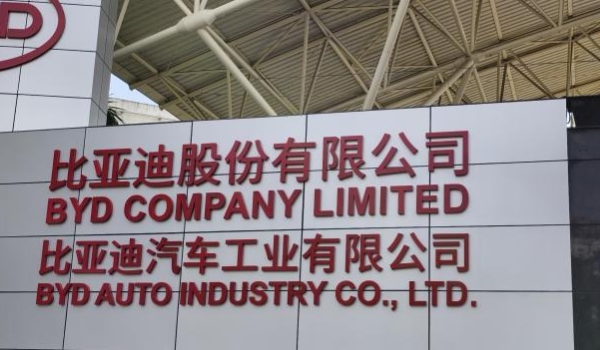 比亚迪股份有限公司
BYD COMPANY LIMITED
比亚迪汽车工业有限公司
BYD AUTO INDUSTRY CO., LTD.